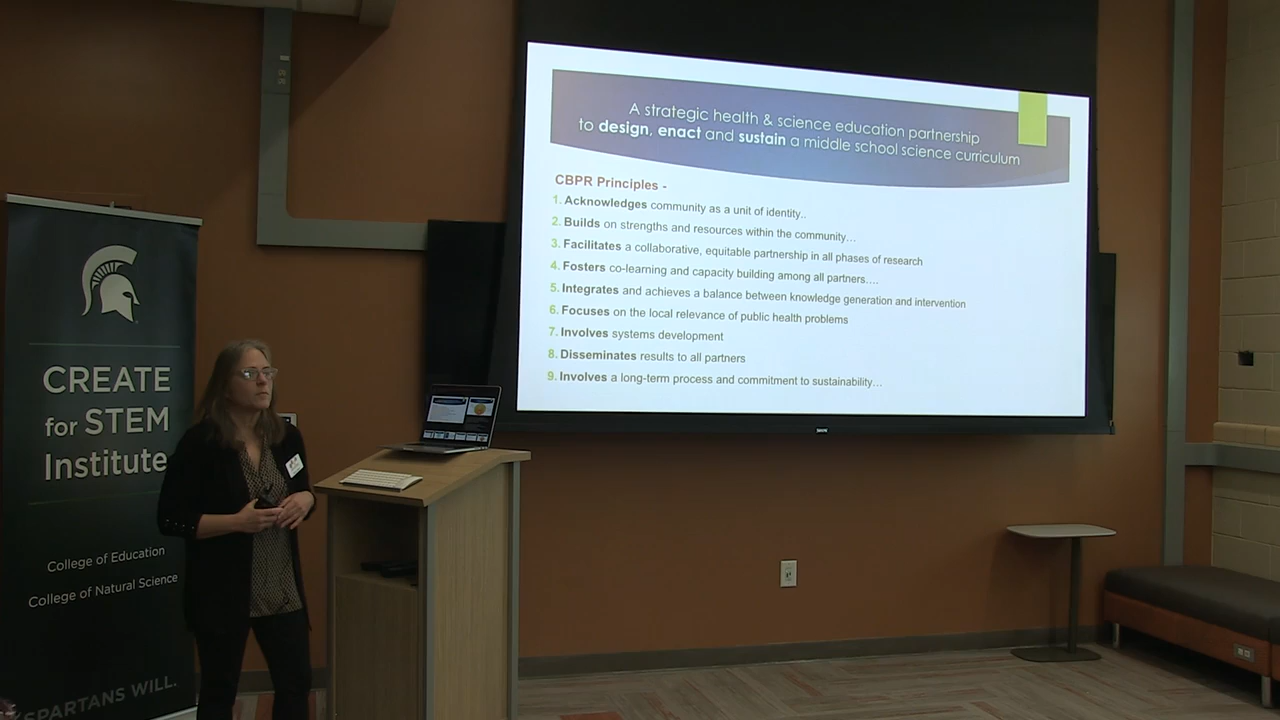 A strategic health & science education partnership
to design, enact and sustain a middle school science curriculum
CBPR Principles -
1. Acknowledges community as a unit of identity..
2. Builds on strengths and resources within the community…
3. Facilitates a collaborative, equitable partnership in all phases of research
4. Fosters co-learning and capacity building among all partners….
5. Integrates and achieves a balance between knowledge generation and intervention
6. Focuses on the local relevance of public health problems
7. Involves systems development
8. Disseminates results to all partners
9. Involves a long-term process and commitment to sustainability…
CREATE
for STEM
Institute
College of Education
College of Natural Science
SPARTANS WILL.